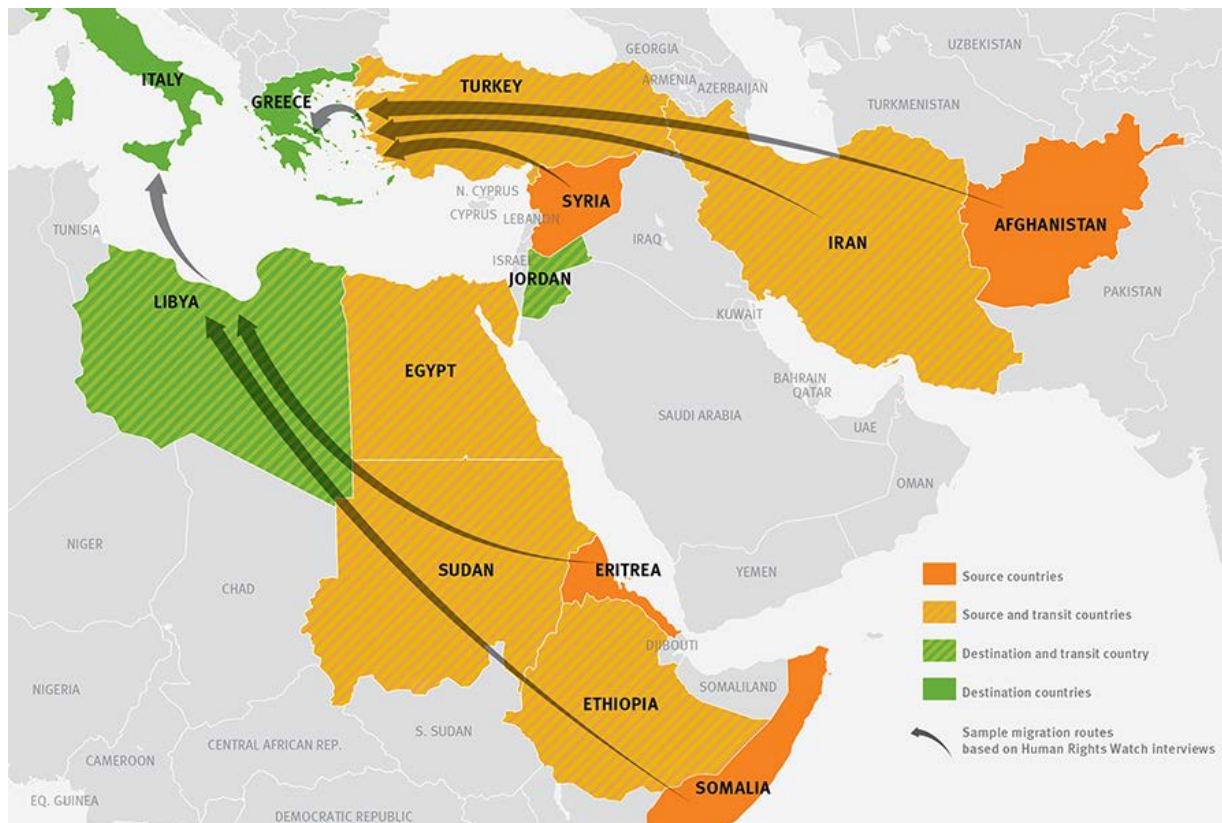 GEORGIA
UZBEKISTAN
ITALY
TURKEY
ARMENIA
AZERBAIJAN
GREECE
TURKMENISTAN
N. CYPRUS
SYRIA
CYPRUS
LEBANON
AFGHANISTAN
TUNISIA
IRAQ
IRAN
ISRAEL
JORDAN
PAKISTAN
LIBYA
KUWAIT
EGYPT
BAHRAIN
QATAR
SAUDI ARABIA
UAE
OMAN
NIGER
CHAD
SUDAN
ERITREA
YEMEN
DJIBOUTI
NIGERIA
SOMALILAND
ETHIOPIA
S. SUDAN
CENTRAL AFRICAN REP.
CAMEROON
SOMALIA
EQ. GUINEA
DEMOCRATIC REPUBLIC
Source countries
Source and transit countries
Destination and transit country
Destination countries
Sample migration routes
based on Human Rights Watch interviews